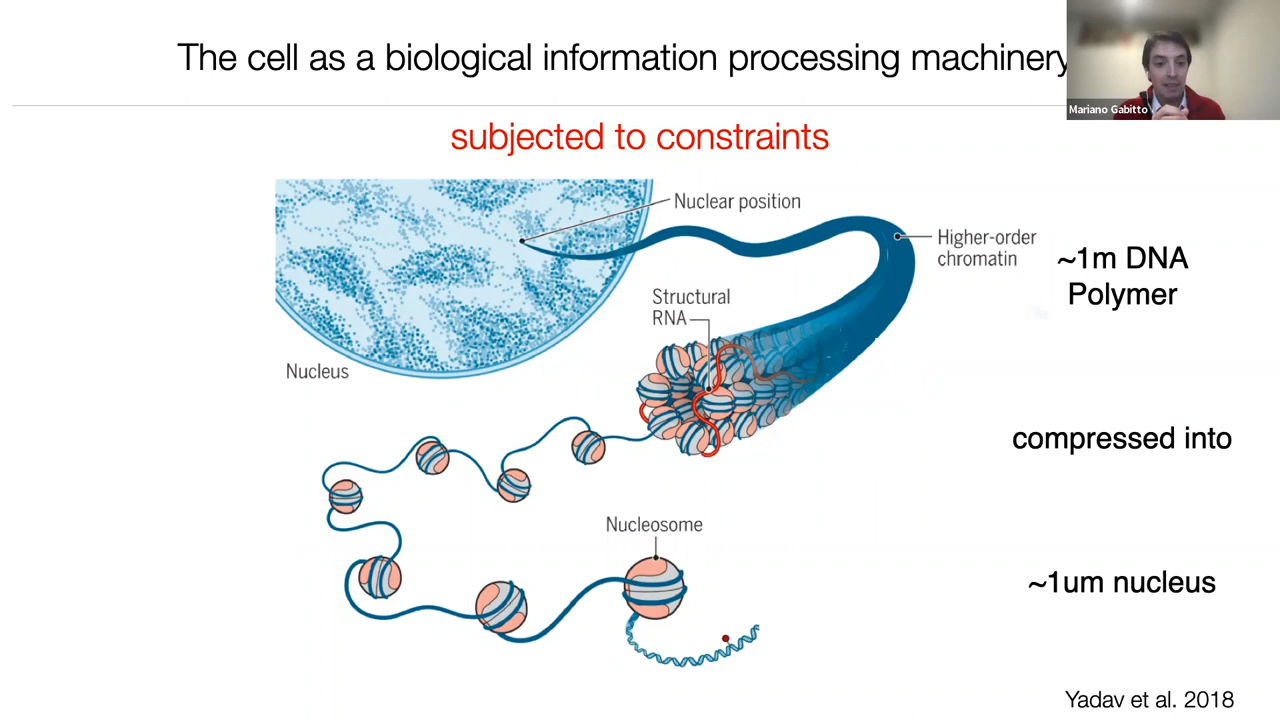 The cell as a biological information processing machinery
Mariano Gabitto
subjected to constraints
Nuclear position
Higher-order
chromatin
~1m DNA
Polymer
Structural
RNA
Nucleus
compressed into
Nucleosome
~1um nucleus
Yadav et al. 2018